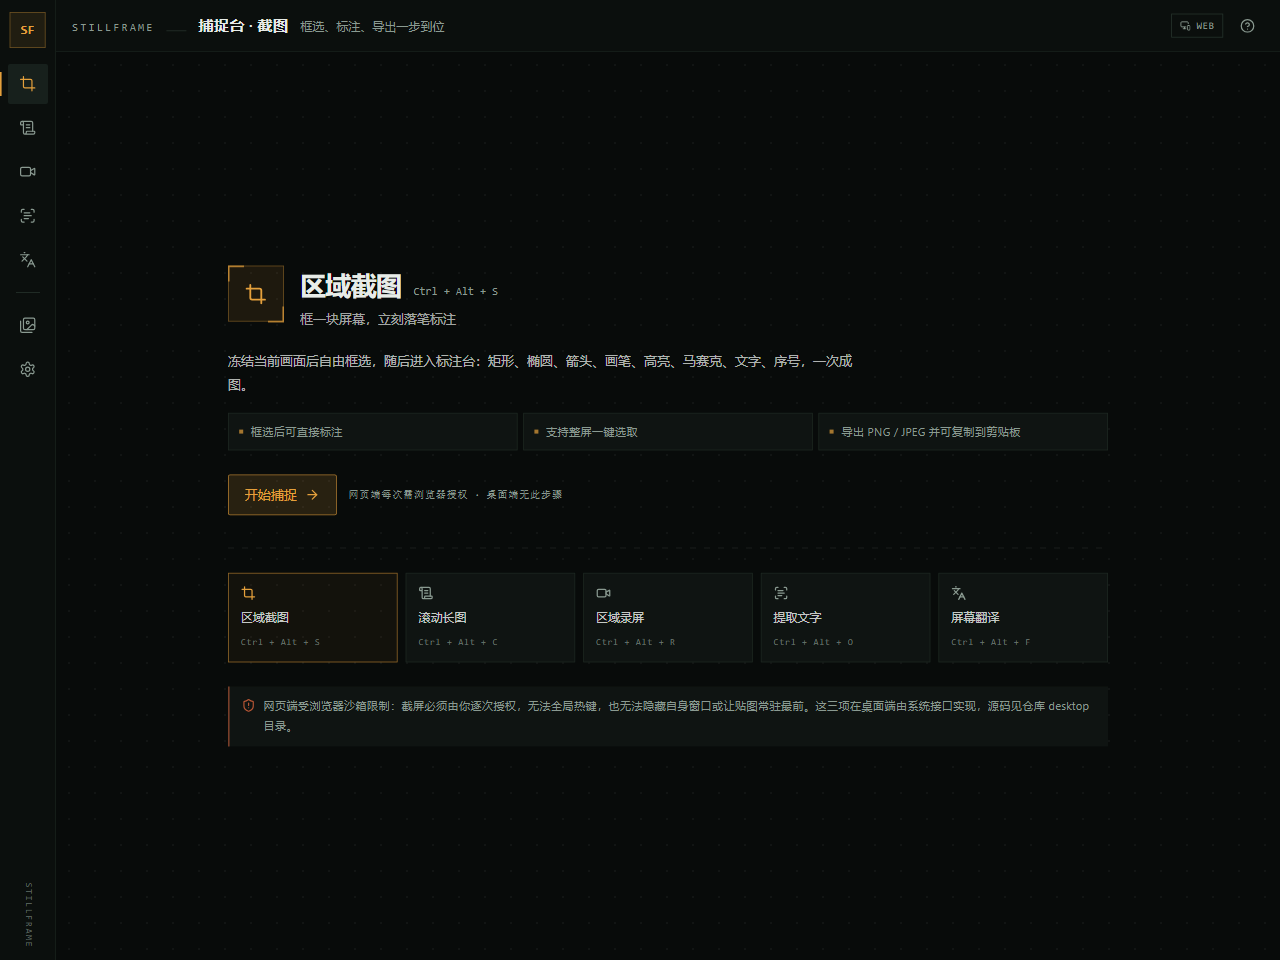 SF
STILLFRAME
捕捉台 · 截图
框选、标注、导出一步到位
WEB
区域截图
Ctrl + Alt + S
框一块屏幕，立刻落笔标注
冻结当前画面后自由框选，随后进入标注台：矩形、椭圆、箭头、画笔、高亮、马赛克、文字、序号，一次成
图。
框选后可直接标注
支持整屏一键选取
导出 PNG / JPEG 并可复制到剪贴板
开始捕捉
网页端每次需浏览器授权 · 桌面端无此步骤
区域截图
Ctrl + Alt + S
滚动长图
Ctrl + Alt + C
区域录屏
Ctrl + Alt + R
提取文字
Ctrl + Alt + O
屏幕翻译
Ctrl + Alt + F
网页端受浏览器沙箱限制：截屏必须由你逐次授权，无法全局热键，也无法隐藏自身窗口或让贴图常驻最前。这三项在桌面端由系统接口实现，源码见仓库 desktop
目录。
STILLFRAME